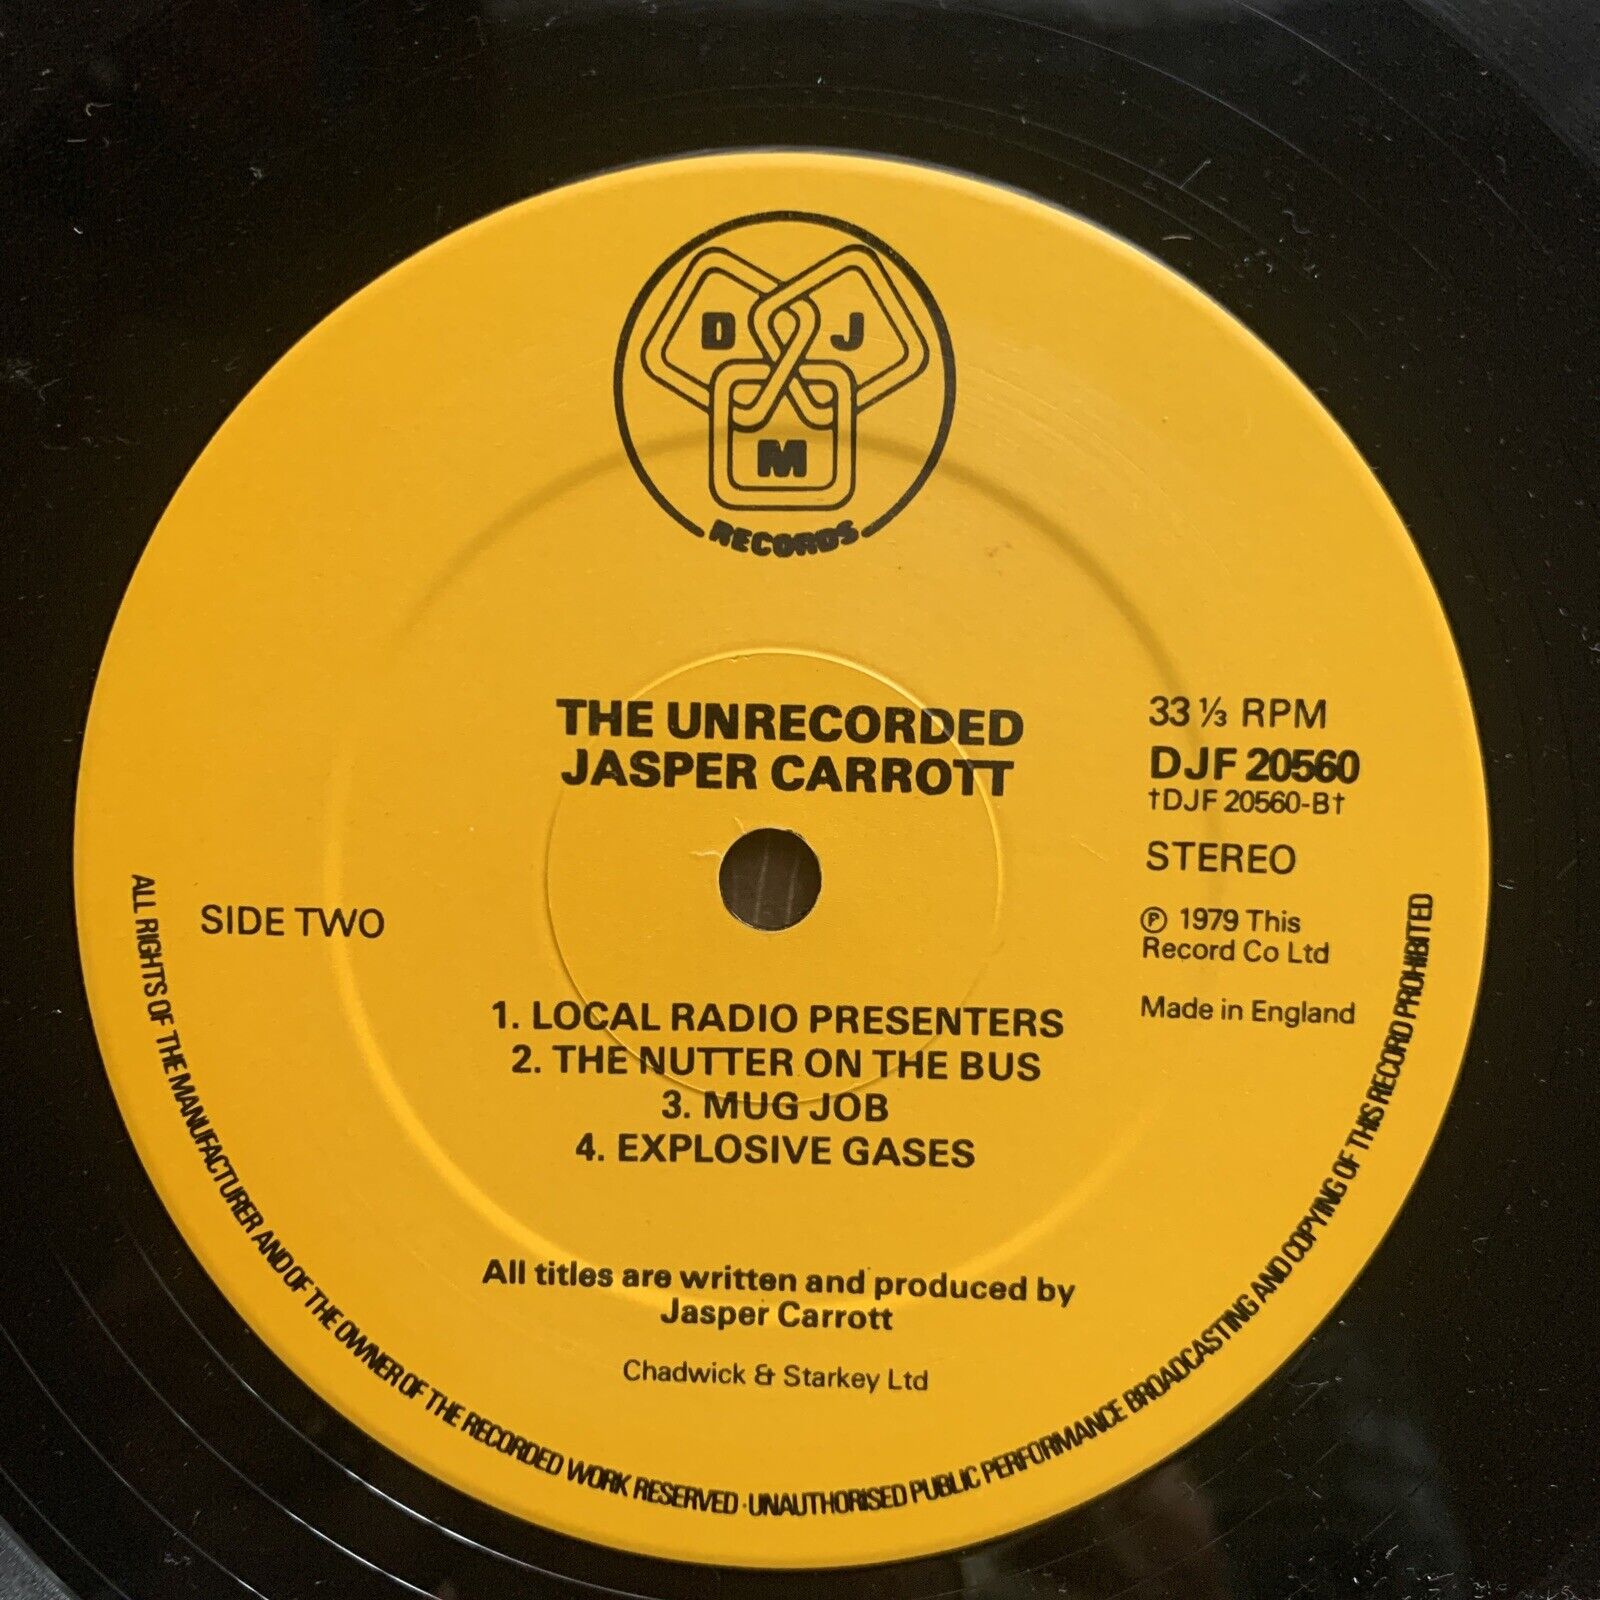 D J
M
RECORDS
THE UNRECORDED
JASPER CARROTT
33 ⅓ RPM
DJF 20560
†DJF 20560-B†
STEREO
SIDE TWO
℗ 1979 This
Record Co Ltd
Made in England
1. LOCAL RADIO PRESENTERS
2. THE NUTTER ON THE BUS
3. MUG JOB
4. EXPLOSIVE GASES
All titles are written and produced by
Jasper Carrott
Chadwick & Starkey Ltd
ALL RIGHTS OF THE MANUFACTURER AND OF THE OWNER OF THE RECORDED WORK RESERVED · UNAUTHORISED PUBLIC PERFORMANCE BROADCASTING AND COPYING OF THIS RECORD PROHIBITED